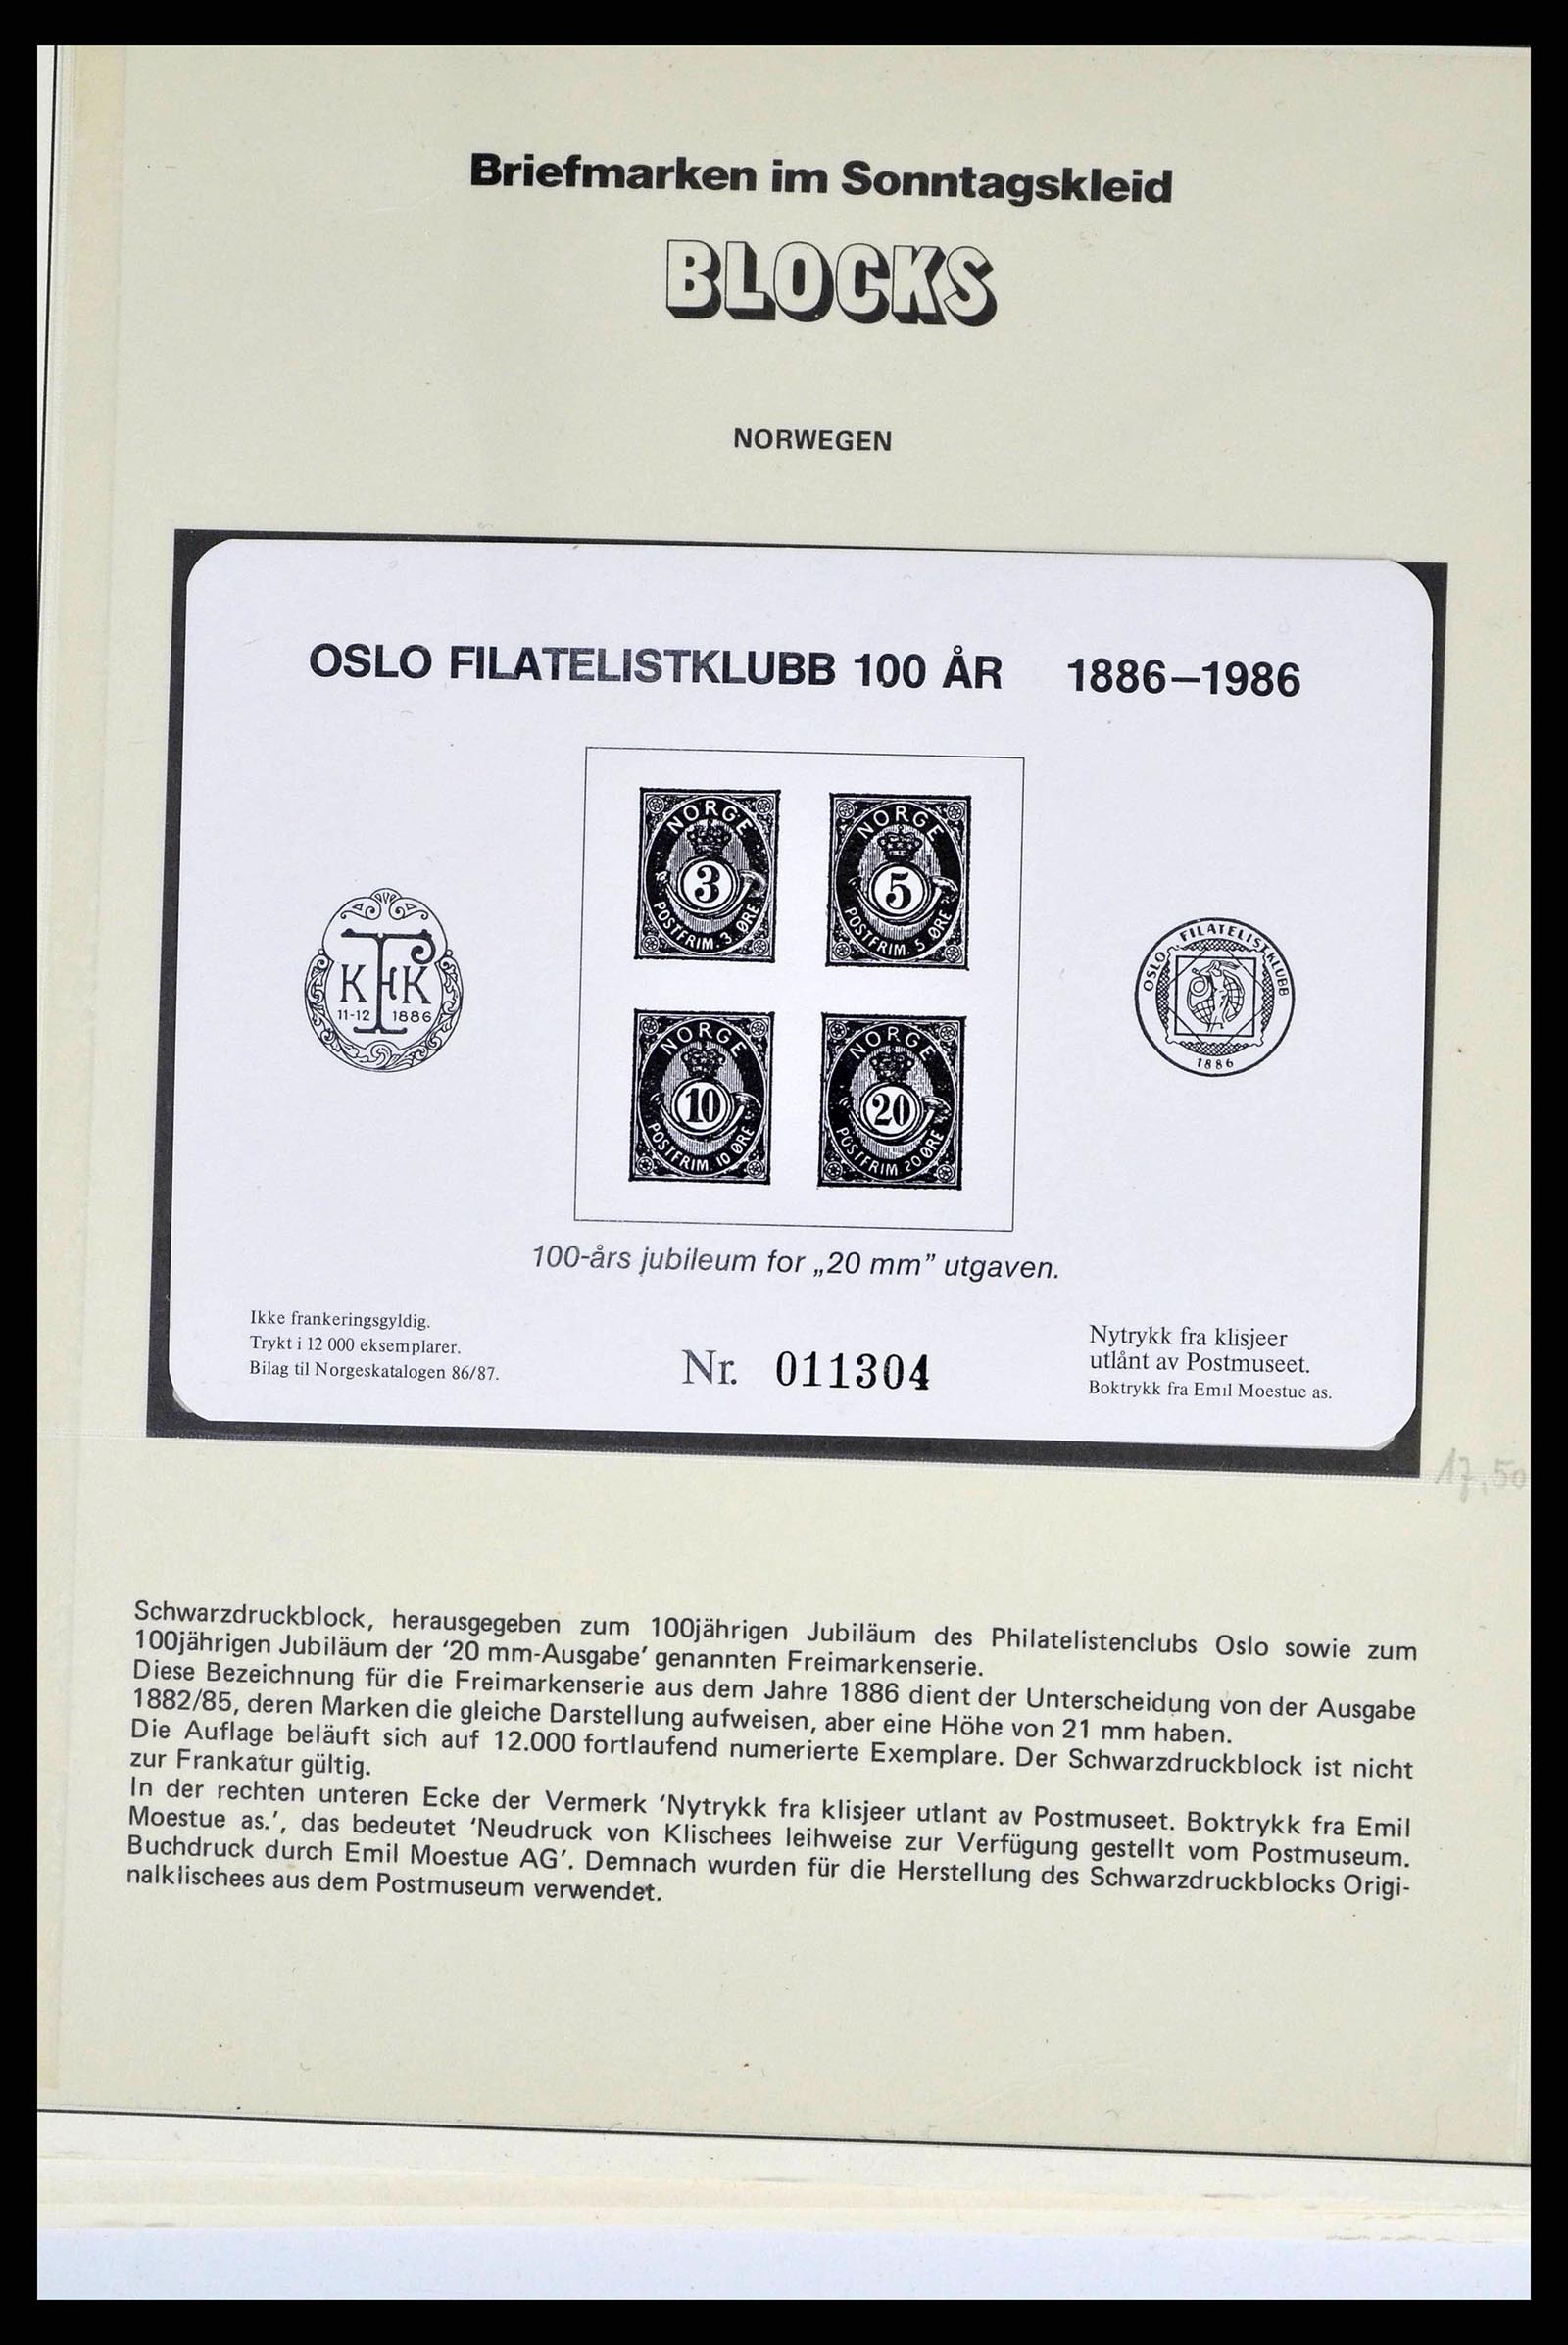 Briefmarken im Sonntagskleid
BLOCKS
NORWEGEN
OSLO FILATELISTKLUBB 100 ÅR 1886–1986
NORGE
3
POSTFRIM. 3 ØRE
NORGE
5
POSTFRIM. 5 ØRE
KFK
11-12 1886
OSLO FILATELISTKLUBB
1886
NORGE
10
POSTFRIM. 10 ØRE
NORGE
20
POSTFRIM. 20 ØRE
100-års jubileum for „20 mm” utgaven.
Ikke frankeringsgyldig.
Trykt i 12 000 eksemplarer.
Bilag til Norgeskatalogen 86/87.
Nr. 011304
Nytrykk fra klisjeer
utlånt av Postmuseet.
Boktrykk fra Emil Moestue as.
17,50
Schwarzdruckblock, herausgegeben zum 100jährigen Jubiläum des Philatelistenclubs Oslo sowie zum
100jährigen Jubiläum der ‘20 mm-Ausgabe’ genannten Freimarkenserie.
Diese Bezeichnung für die Freimarkenserie aus dem Jahre 1886 dient der Unterscheidung von der Ausgabe
1882/85, deren Marken die gleiche Darstellung aufweisen, aber eine Höhe von 21 mm haben.
Die Auflage beläuft sich auf 12.000 fortlaufend numerierte Exemplare. Der Schwarzdruckblock ist nicht
zur Frankatur gültig.
In der rechten unteren Ecke der Vermerk ‘Nytrykk fra klisjeer utlant av Postmuseet. Boktrykk fra Emil
Moestue as.’, das bedeutet ‘Neudruck von Klischees leihweise zur Verfügung gestellt vom Postmuseum.
Buchdruck durch Emil Moestue AG’. Demnach wurden für die Herstellung des Schwarzdruckblocks Origi-
nalklischees aus dem Postmuseum verwendet.